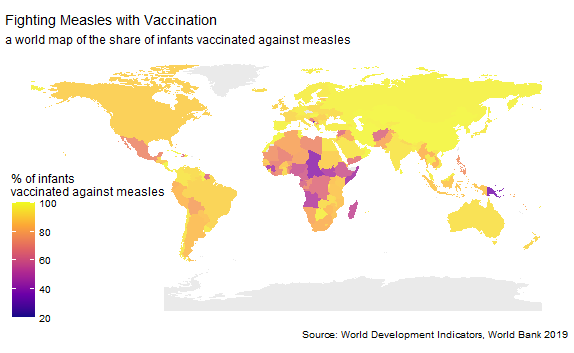 Fighting Measles with Vaccination
a world map of the share of infants vaccinated against measles
% of infants
vaccinated against measles
100
80
60
40
20
Source: World Development Indicators, World Bank 2019